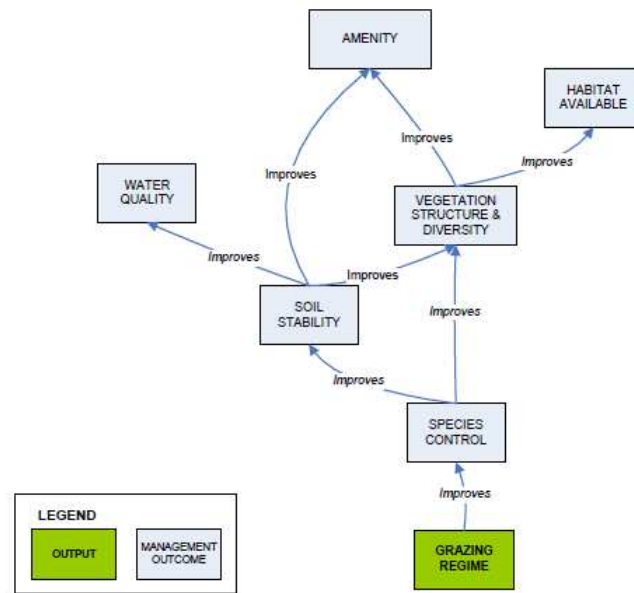 AMENITY
HABITAT
AVAILABLE
Improves
Improves
WATER
QUALITY
Improves
VEGETATION
STRUCTURE &
DIVERSITY
Improves
Improves
SOIL
STABILITY
Improves
Improves
SPECIES
CONTROL
Improves
LEGEND
OUTPUT
MANAGEMENT
OUTCOME
GRAZING
REGIME